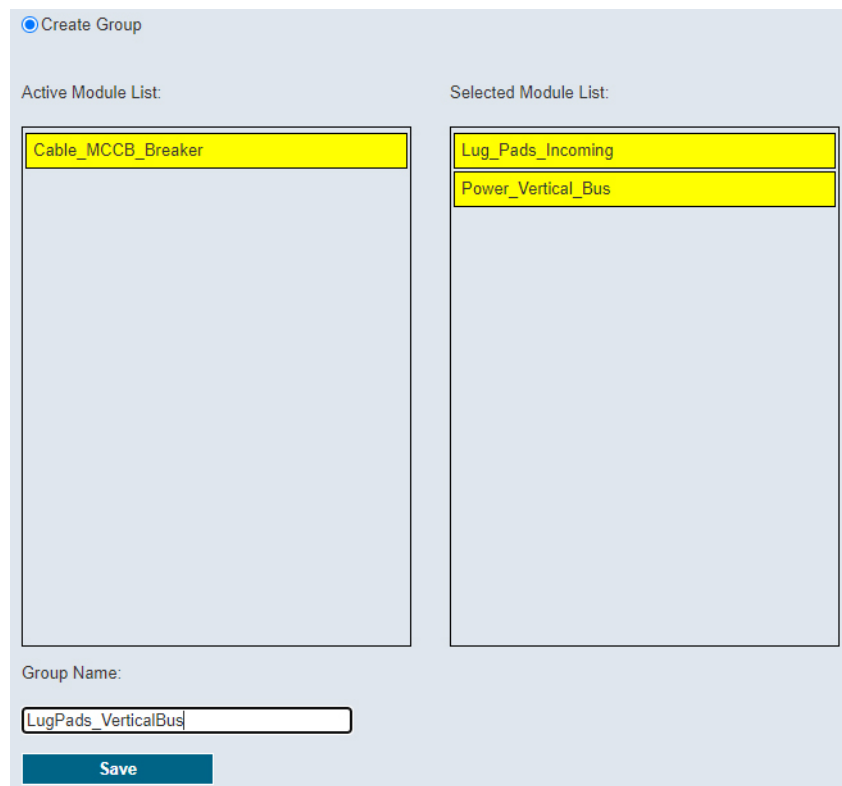 Create Group
Active Module List:
Selected Module List:
Cable_MCCB_Breaker
Lug_Pads_Incoming
Power_Vertical_Bus
Group Name:
LugPads_VerticalBus
Save